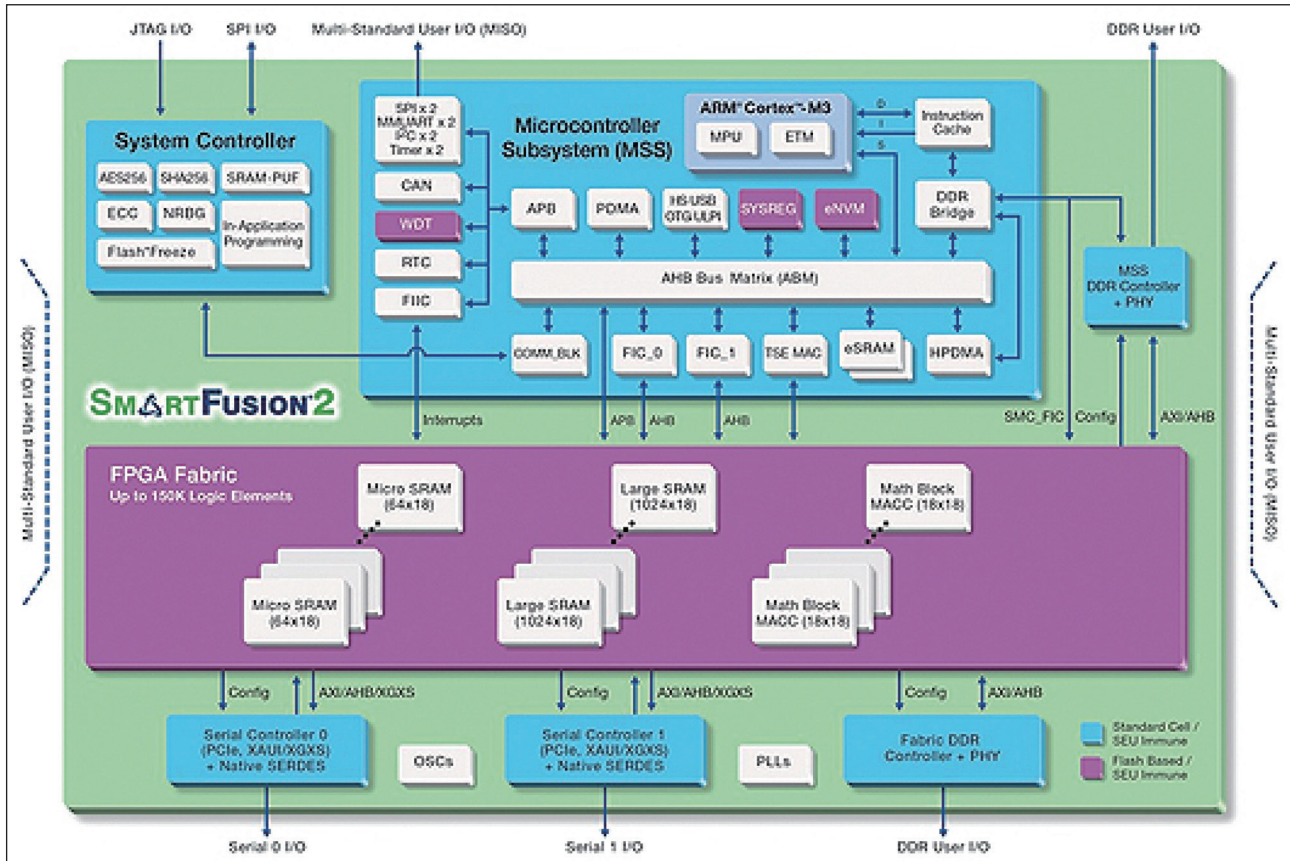 JTAG I/O
SPI I/O
Multi-Standard User I/O (MISO)
DDR User I/O
System Controller
AES256
SHA256
SRAM-PUF
ECC
NRBG
In-Application
Programming
Flash*Freeze
SPI x 2
MMUART x 2
I²C x 2
Timer x 2
CAN
WDT
RTC
FIIC
Microcontroller
Subsystem (MSS)
ARM® Cortex™-M3
MPU
ETM
D
I
S
Instruction
Cache
APB
PDMA
HS USB
OTG ULPI
SYSREG
eNVM
DDR
Bridge
AHB Bus Matrix (ABM)
COMM_BLK
FIC_0
FIC_1
TSE MAC
eSRAM
HPDMA
MSS
DDR Controller
+ PHY
Multi-Standard User I/O (MISO)
Multi-Standard User I/O (MISO)
SMARTFUSION®2
Interrupts
APB
AHB
AHB
SMC_FIC
Config
AXI/AHB
FPGA Fabric
Up to 150K Logic Elements
Micro SRAM
(64x18)
Large SRAM
(1024x18)
Math Block
MACC (18x18)
Micro SRAM
(64x18)
Large SRAM
(1024x18)
Math Block
MACC (18x18)
Config
AXI/AHB/XGXS
Config
AXI/AHB/XGXS
Config
AXI/AHB
Serial Controller 0
(PCIe, XAUI/XGXS)
+ Native SERDES
OSCs
Serial Controller 1
(PCIe, XAUI/XGXS)
+ Native SERDES
PLLs
Fabric DDR
Controller + PHY
Standard Cell /
SEU Immune
Flash Based /
SEU Immune
Serial 0 I/O
Serial 1 I/O
DDR User I/O